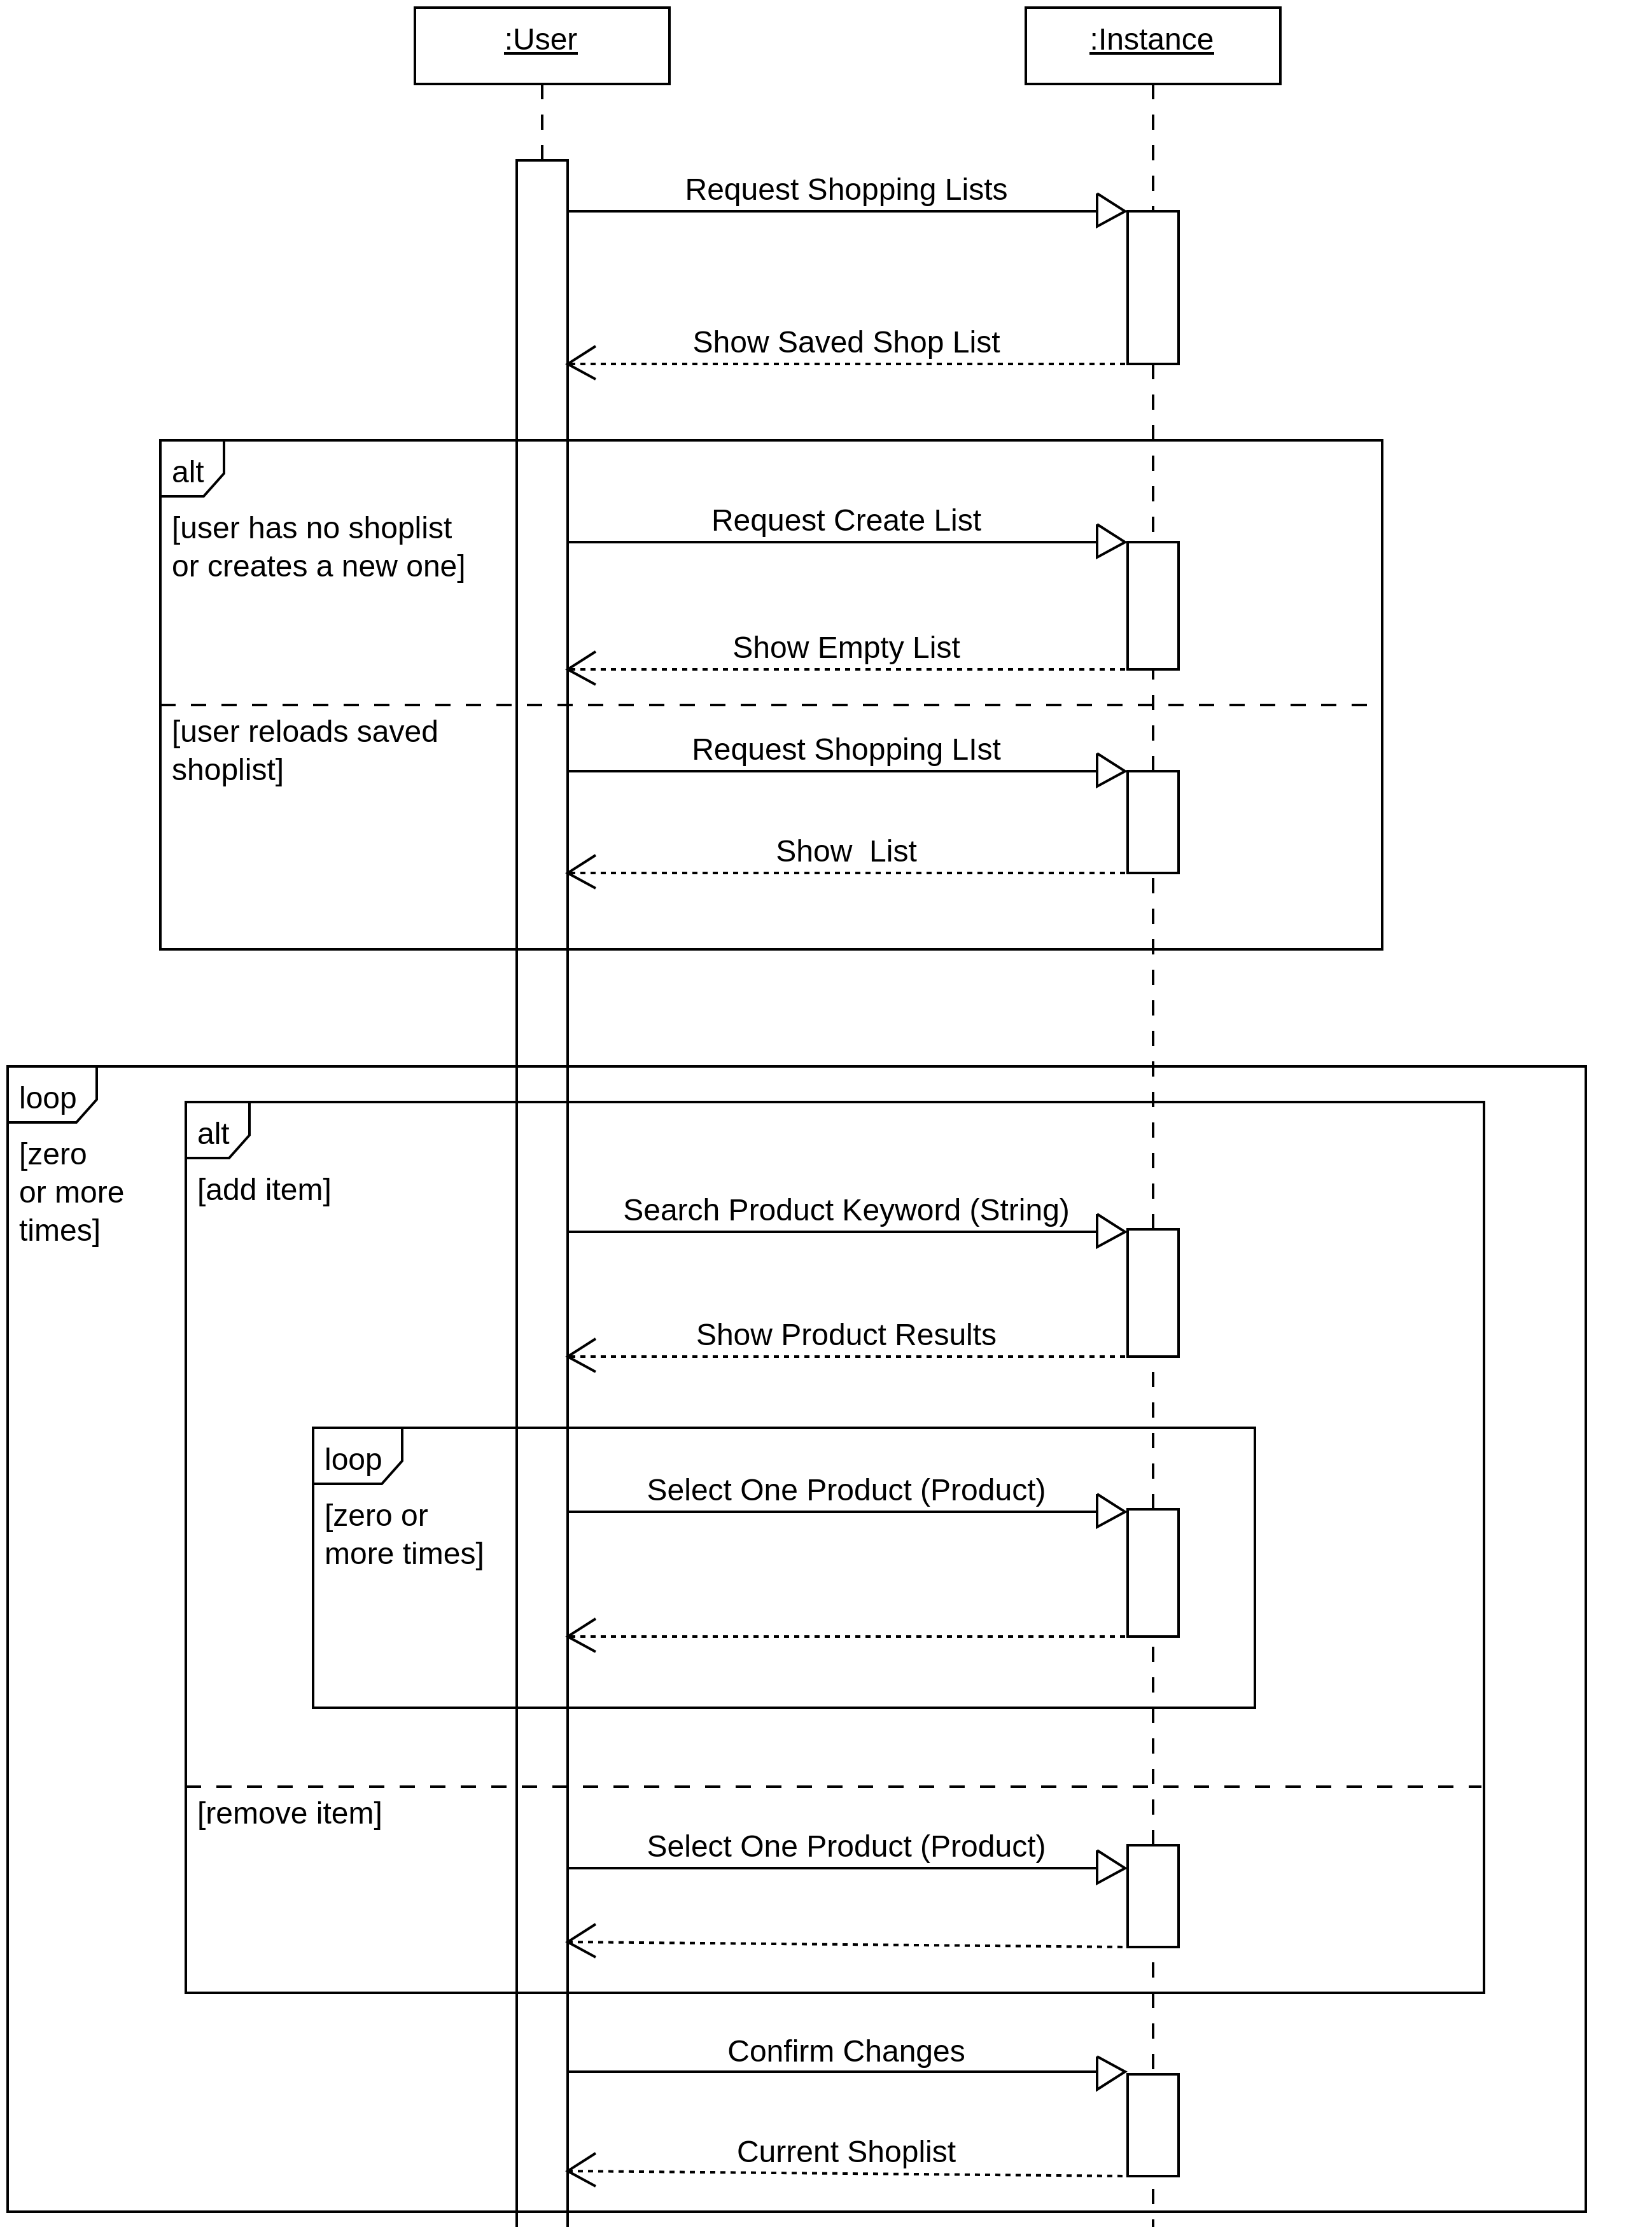 :User
:Instance
Request Shopping Lists
Show Saved Shop List
alt
[user has no shoplist
or creates a new one]
Request Create List
Show Empty List
[user reloads saved
shoplist]
Request Shopping LIst
Show  List
loop
[zero
or more
times]
alt
[add item]
Search Product Keyword (String)
Show Product Results
loop
[zero or
more times]
Select One Product (Product)
[remove item]
Select One Product (Product)
Confirm Changes
Current Shoplist